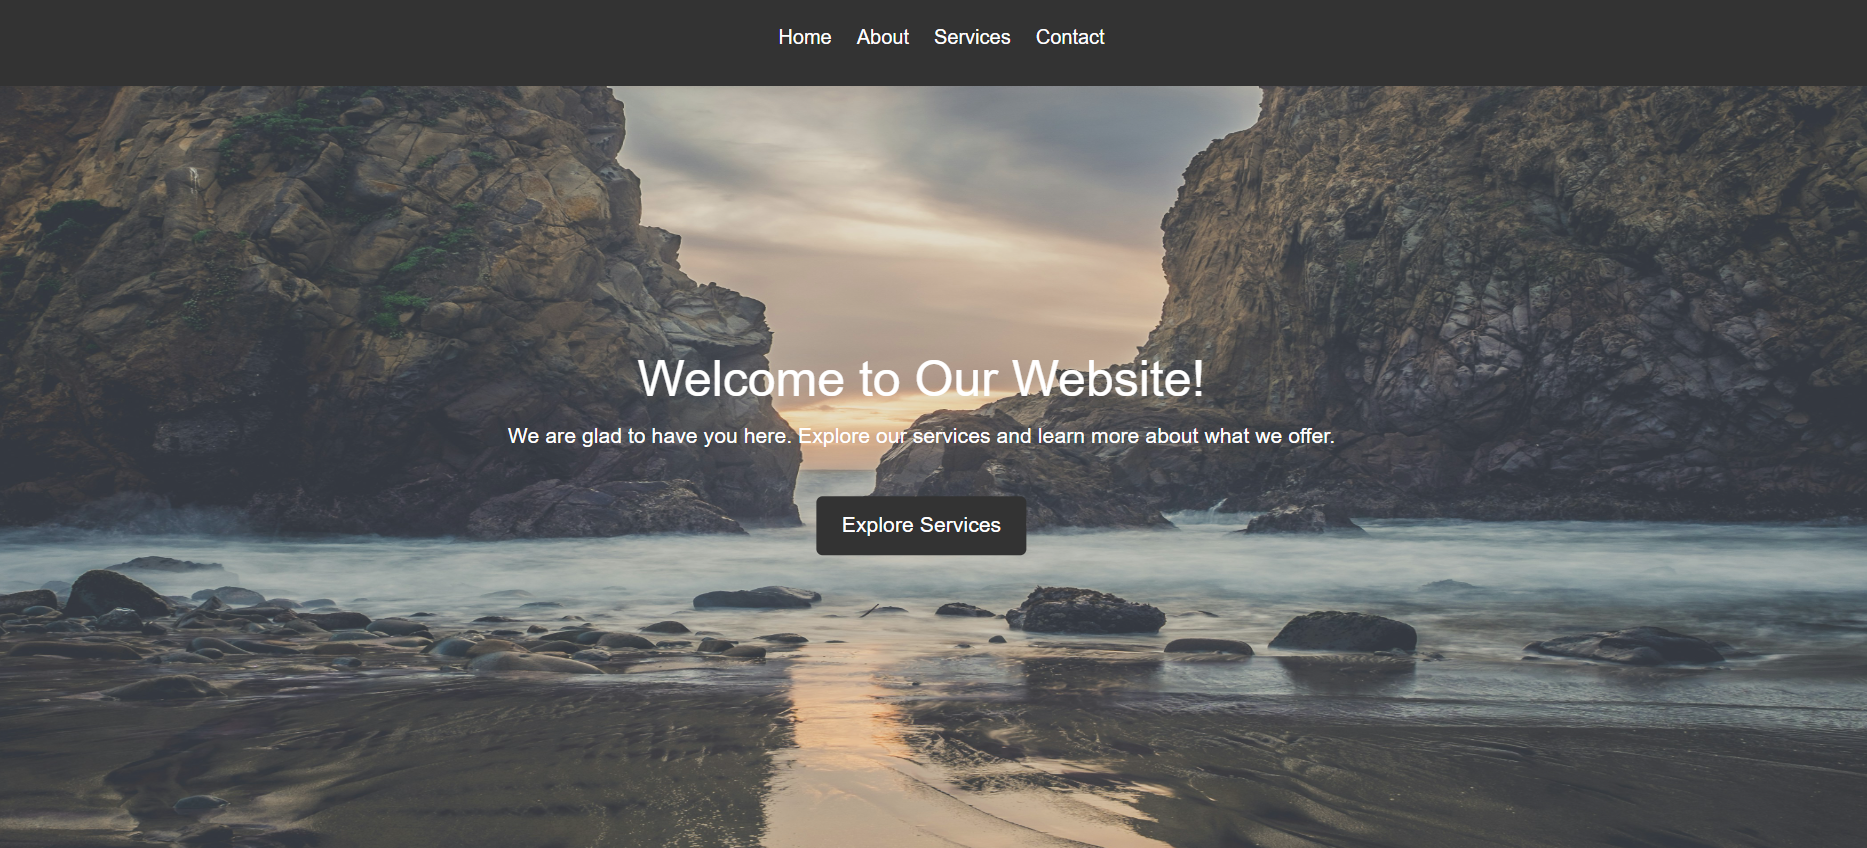 Home About Services Contact
Welcome to Our Website!
We are glad to have you here. Explore our services and learn more about what we offer.
Explore Services